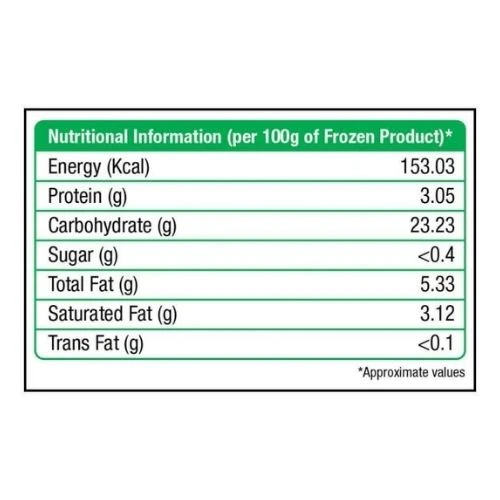 Nutritional Information (per 100g of Frozen Product)*
Energy (Kcal) 153.03
Protein (g) 3.05
Carbohydrate (g) 23.23
Sugar (g) <0.4
Total Fat (g) 5.33
Saturated Fat (g) 3.12
Trans Fat (g) <0.1
*Approximate values